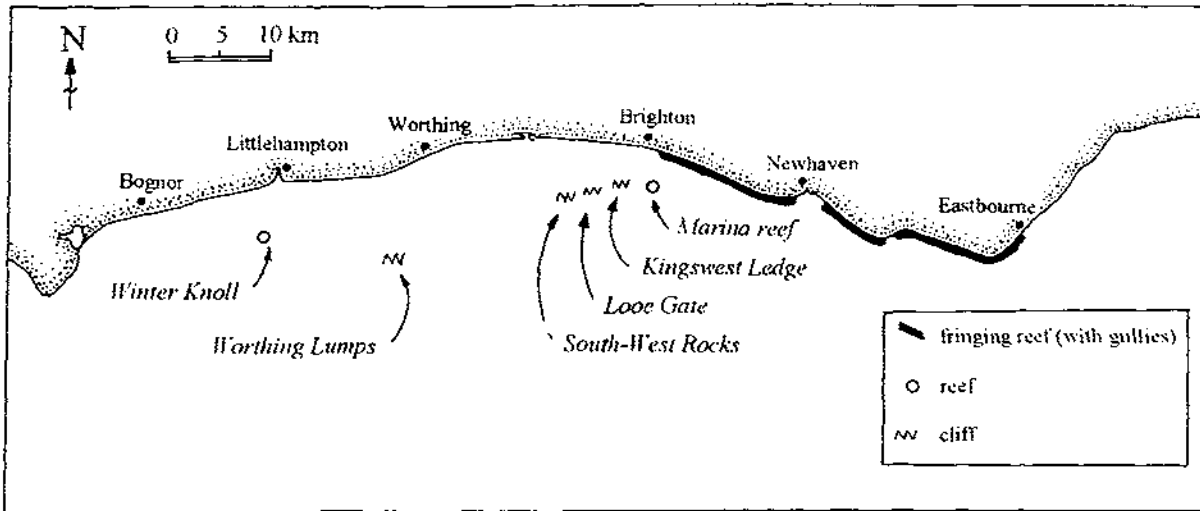 N
0 5 10 km
Brighton
Worthing
Littlehampton
Newhaven
Bognor
Eastbourne
Marina reef
Kingswest Ledge
Winter Knoll
Looe Gate
Worthing Lumps
South-West Rocks
fringing reef (with gullies)
reef
cliff